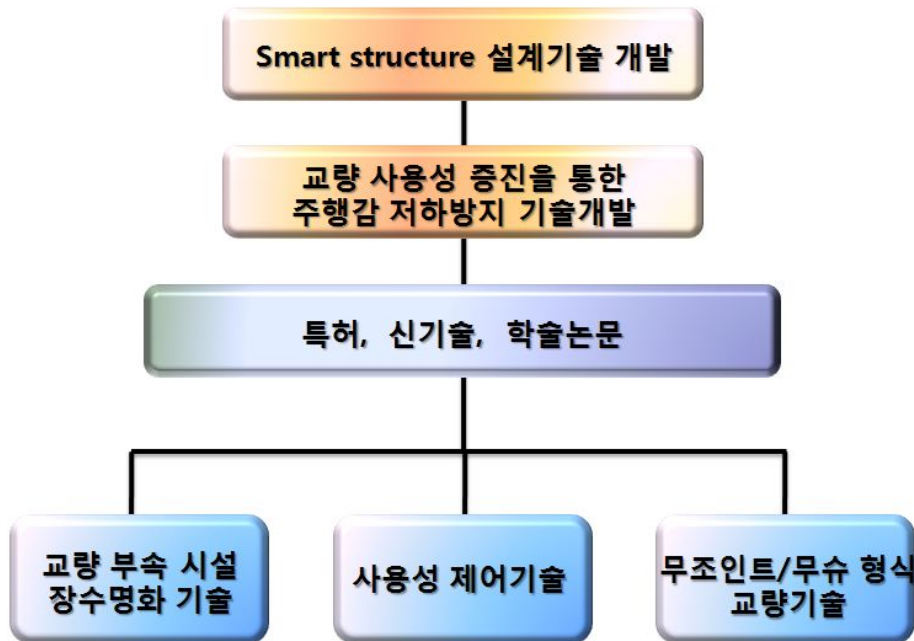 Smart structure 설계기술 개발
교량 사용성 증진을 통한
주행감 저하방지 기술개발
특허, 신기술, 학술논문
교량 부속 시설
장수명화 기술
사용성 제어기술
무조인트/무슈 형식
교량기술